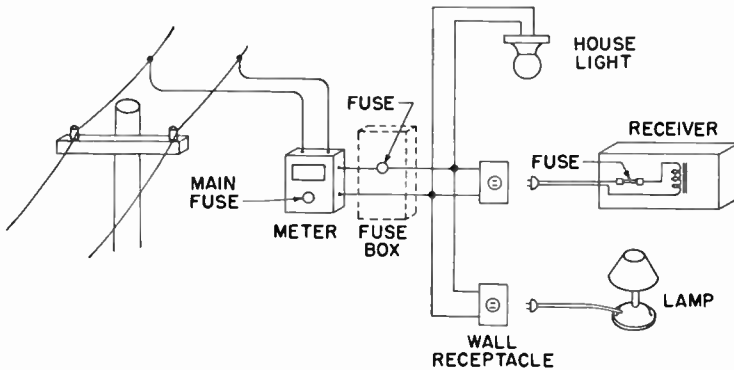 HOUSE
LIGHT
FUSE
RECEIVER
FUSE
MAIN
FUSE
METER
FUSE
BOX
LAMP
WALL
RECEPTACLE